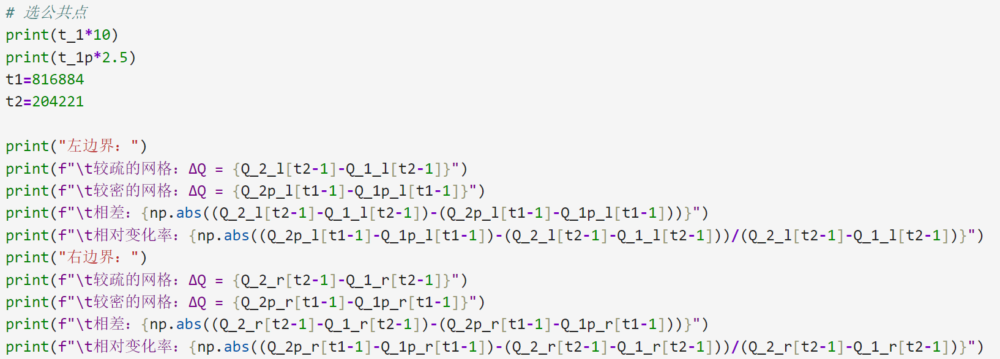 # 选公共点
print(t_1*10)
print(t_1p*2.5)
t1=816884
t2=204221
print("左边界：")
print(f"\t较疏的网格：ΔQ = {Q_2_l[t2-1]-Q_1_l[t2-1]}")
print(f"\t较密的网格：ΔQ = {Q_2p_l[t1-1]-Q_1p_l[t1-1]}")
print(f"\t相差：{np.abs((Q_2_l[t2-1]-Q_1_l[t2-1])-(Q_2p_l[t1-1]-Q_1p_l[t1-1]))}")
print(f"\t相对变化率：{np.abs((Q_2p_l[t1-1]-Q_1p_l[t1-1])-(Q_2_l[t2-1]-Q_1_l[t2-1]))/(Q_2_l[t2-1]-Q_1_l[t2-1])}")
print("右边界：")
print(f"\t较疏的网格：ΔQ = {Q_2_r[t2-1]-Q_1_r[t2-1]}")
print(f"\t较密的网格：ΔQ = {Q_2p_r[t1-1]-Q_1p_r[t1-1]}")
print(f"\t相差：{np.abs((Q_2_r[t2-1]-Q_1_r[t2-1])-(Q_2p_r[t1-1]-Q_1p_r[t1-1]))}")
print(f"\t相对变化率：{np.abs((Q_2p_r[t1-1]-Q_1p_r[t1-1])-(Q_2_r[t2-1]-Q_1_r[t2-1]))/(Q_2_r[t2-1]-Q_1_r[t2-1])}")